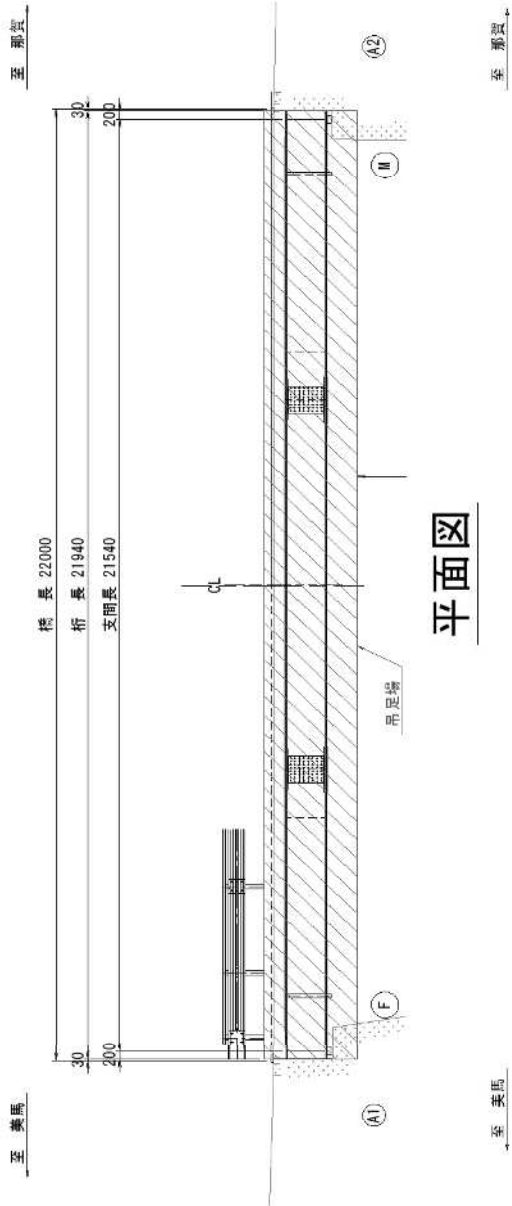 至 美馬
至 那賀
橋 長 22000
30
桁 長 21940
30
200
支間長 21540
200
CL
A1
F
M
A2
吊足場
平面図
至 美馬
至 那賀